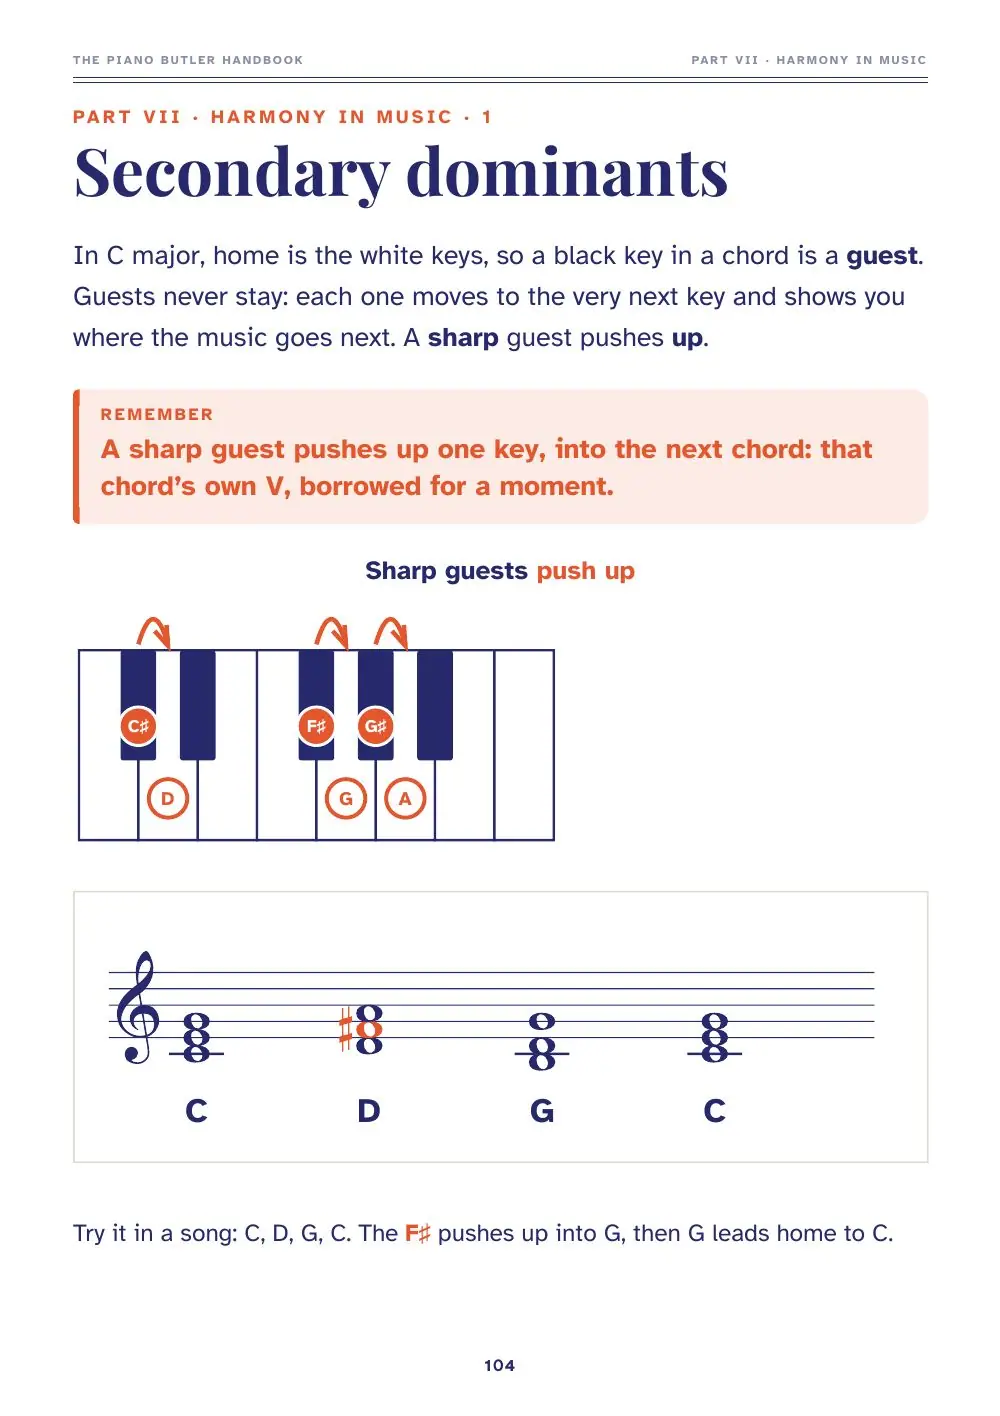 THE PIANO BUTLER HANDBOOK
PART VII · HARMONY IN MUSIC
PART VII · HARMONY IN MUSIC · 1
Secondary dominants
In C major, home is the white keys, so a black key in a chord is a guest.
Guests never stay: each one moves to the very next key and shows you
where the music goes next. A sharp guest pushes up.
REMEMBER
A sharp guest pushes up one key, into the next chord: that
chord’s own V, borrowed for a moment.
Sharp guests push up
C♯ F♯ G♯
D G A
C D G C
Try it in a song: C, D, G, C. The F♯ pushes up into G, then G leads home to C.
104